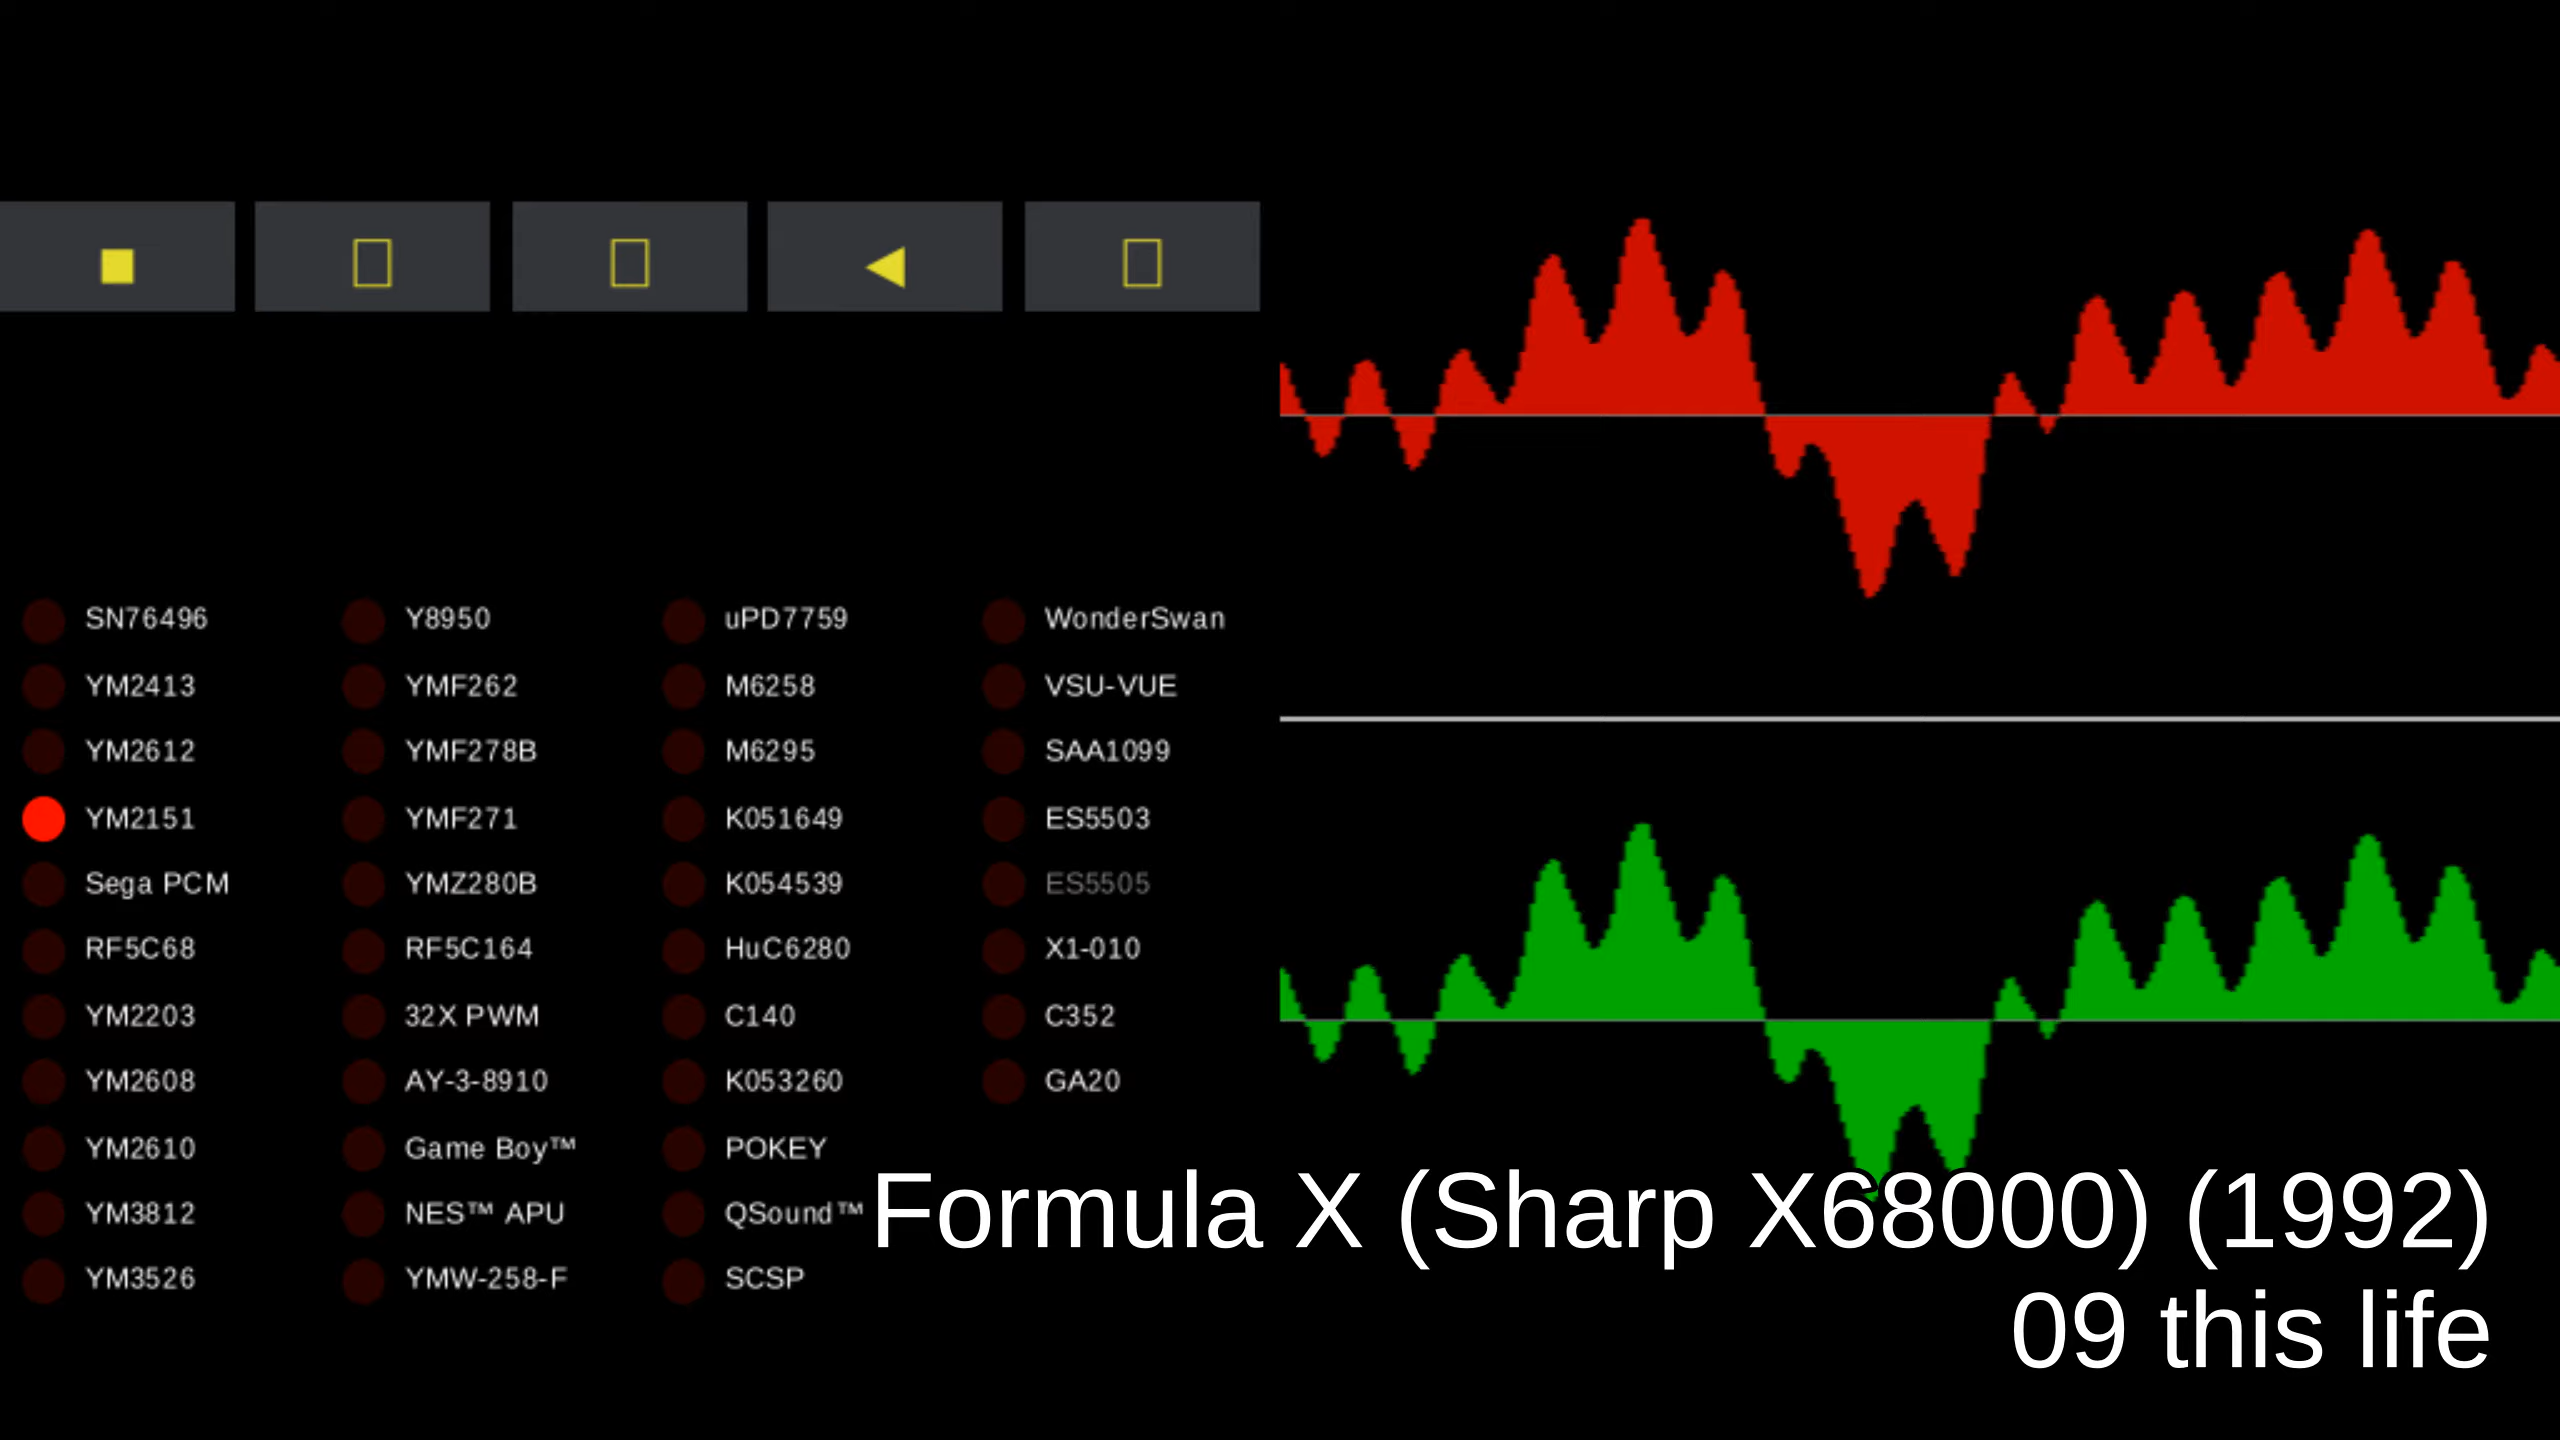 SN76496
YM2413
YM2612
YM2151
Sega PCM
RF5C68
YM2203
YM2608
YM2610
YM3812
YM3526
Y8950
YMF262
YMF278B
YMF271
YMZ280B
RF5C164
32X PWM
AY-3-8910
Game Boy™
NES™ APU
YMW-258-F
uPD7759
M6258
M6295
K051649
K054539
HuC6280
C140
K053260
POKEY
QSound™
SCSP
WonderSwan
VSU-VUE
SAA1099
ES5503
ES5505
X1-010
C352
GA20
Formula X (Sharp X68000) (1992)
09 this life